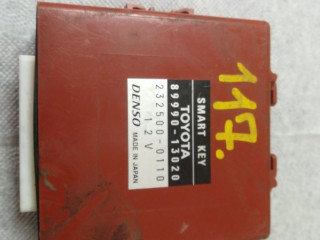 SMART KEY
TOYOTA
89990-13020
232500-0110
12V
DENSO MADE IN JAPAN
117.